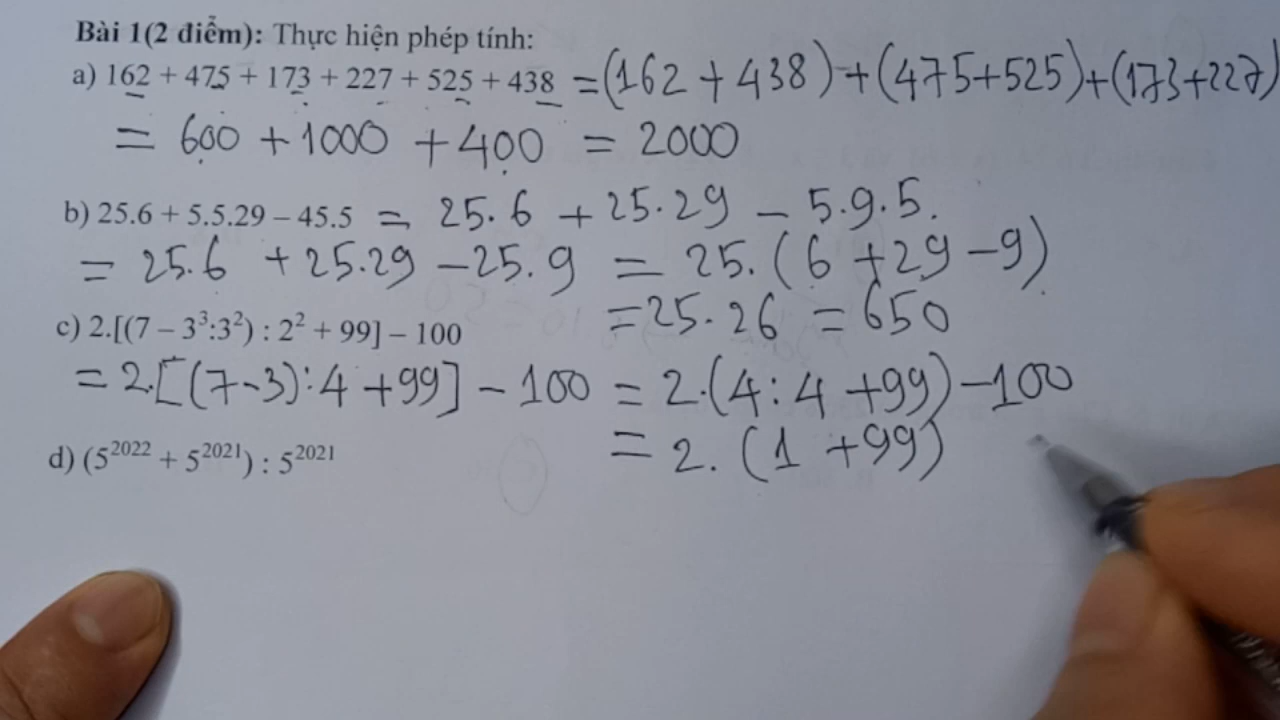 Bài 1(2 điểm): Thực hiện phép tính:
a) 162 + 475 + 173 + 227 + 525 + 438 = (162 + 438) + (475+525) + (173+227)
= 600 + 1000 + 400 = 2000
b) 25.6 + 5.5.29 – 45.5 = 25.6 + 25.29 – 5.9.5.
= 25.6 + 25.29 – 25.9 = 25.(6 + 29 – 9)
= 25.26 = 650
c) 2.[(7 – 3³:3²) : 2² + 99] – 100
= 2.[(7-3):4 +99] – 100 = 2.(4:4 +99) – 100
= 2.(1 +99)
d) (5²⁰²² + 5²⁰²¹) : 5²⁰²¹